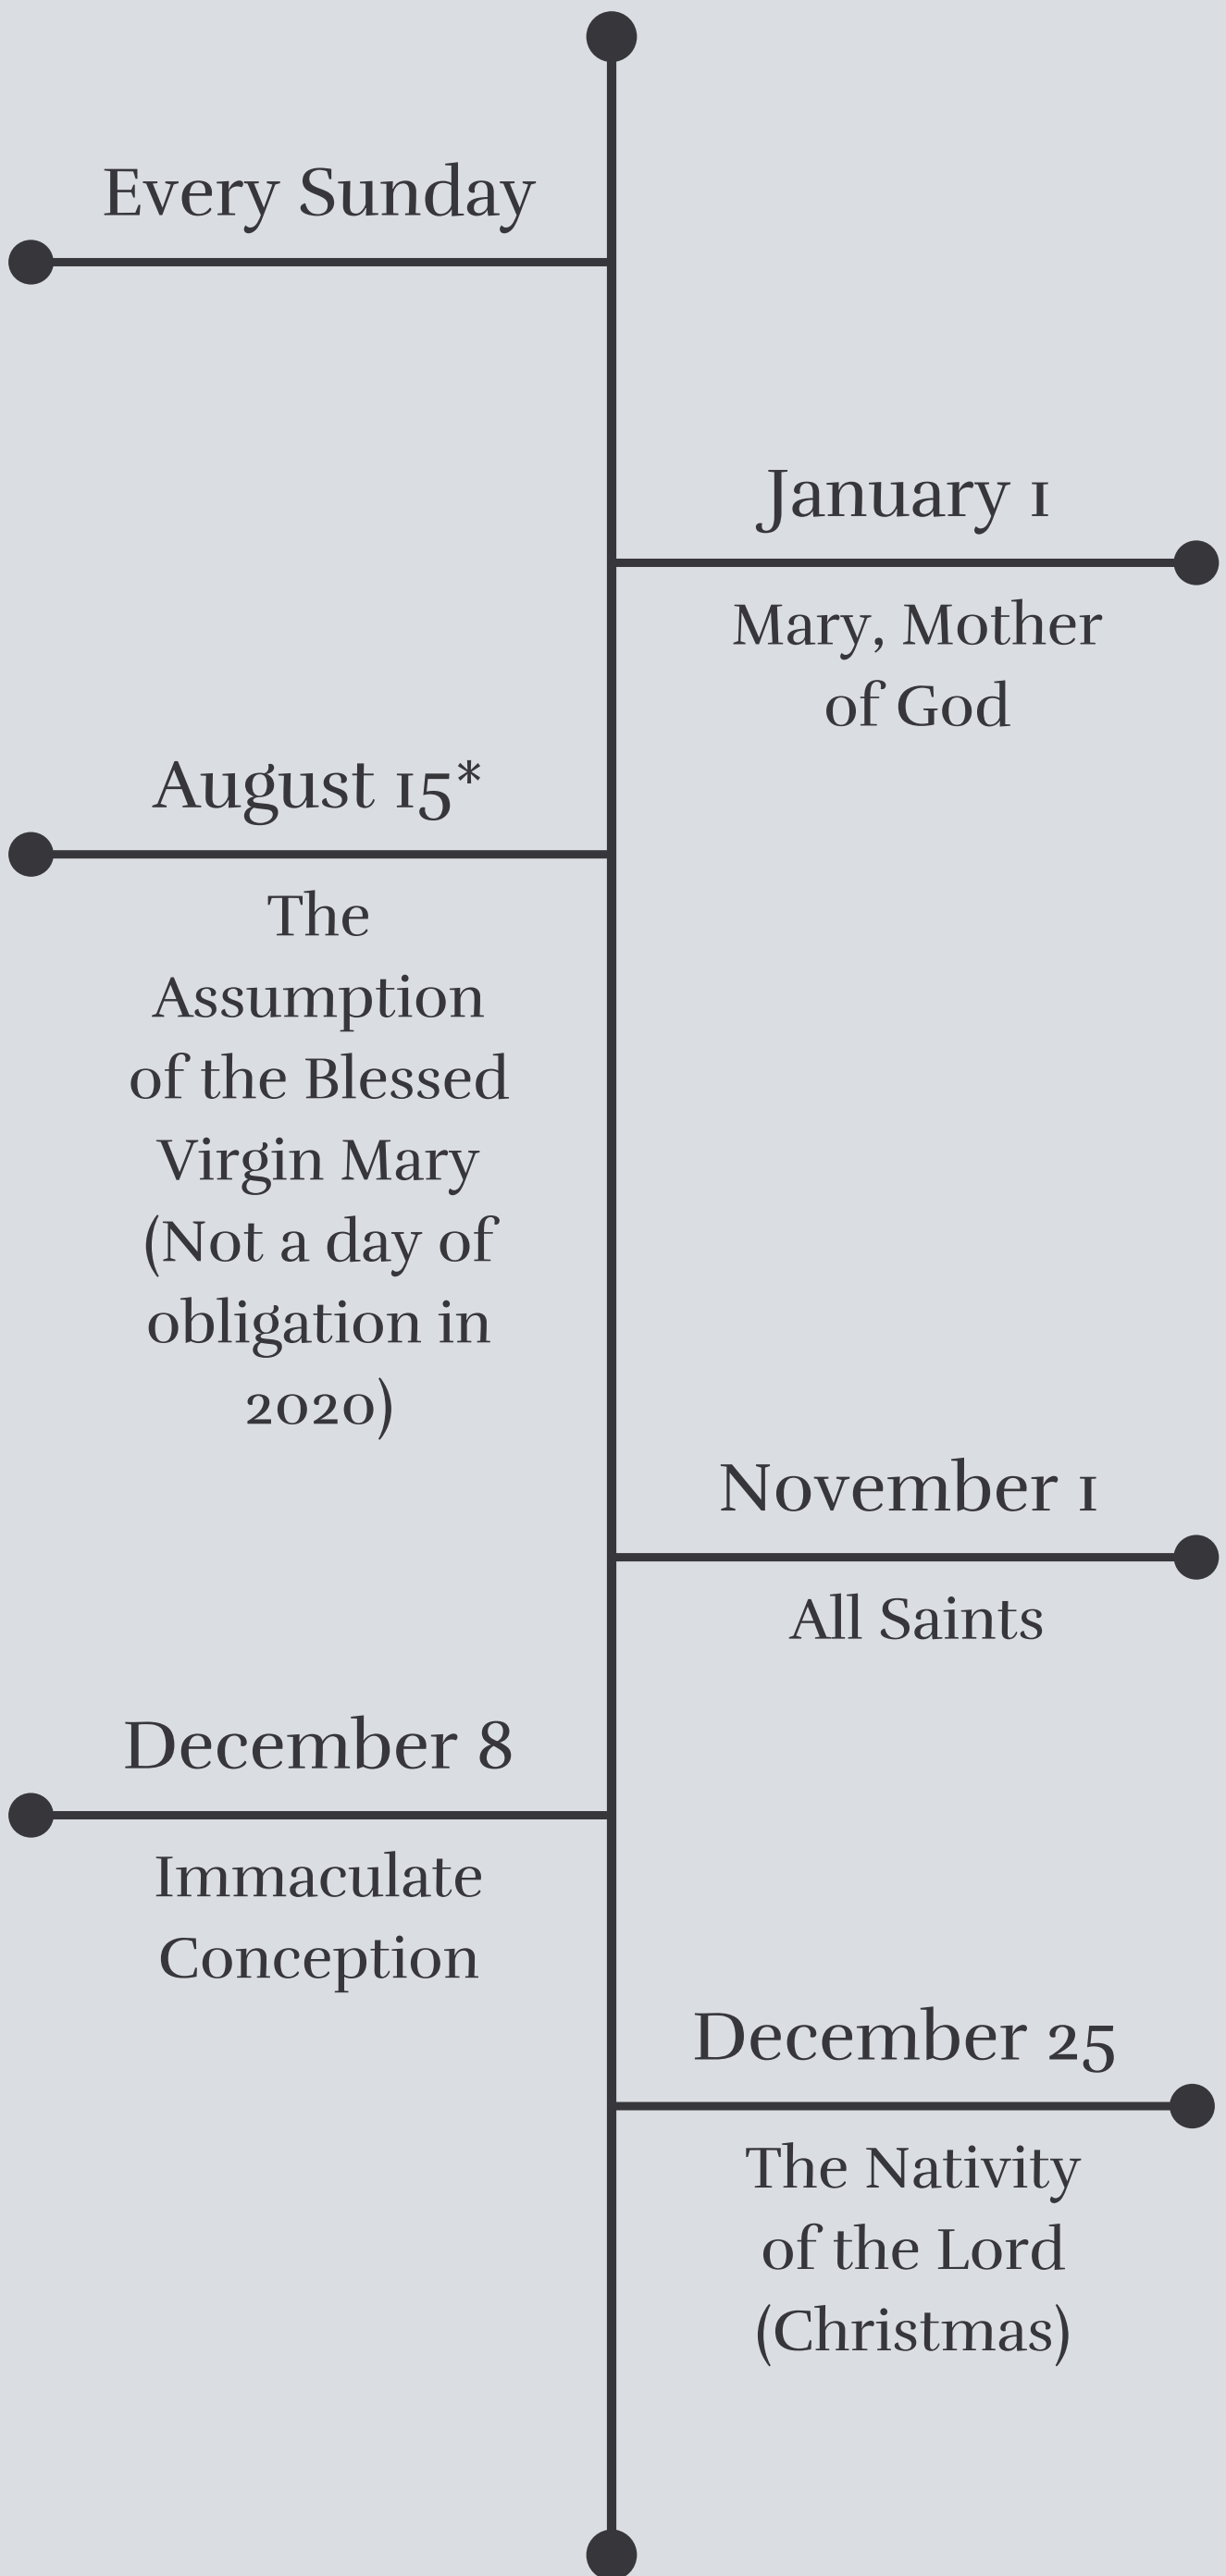 Every Sunday
January 1
Mary, Mother
of God
August 15*
The
Assumption
of the Blessed
Virgin Mary
(Not a day of
obligation in
2020)
November 1
All Saints
December 8
Immaculate
Conception
December 25
The Nativity
of the Lord
(Christmas)